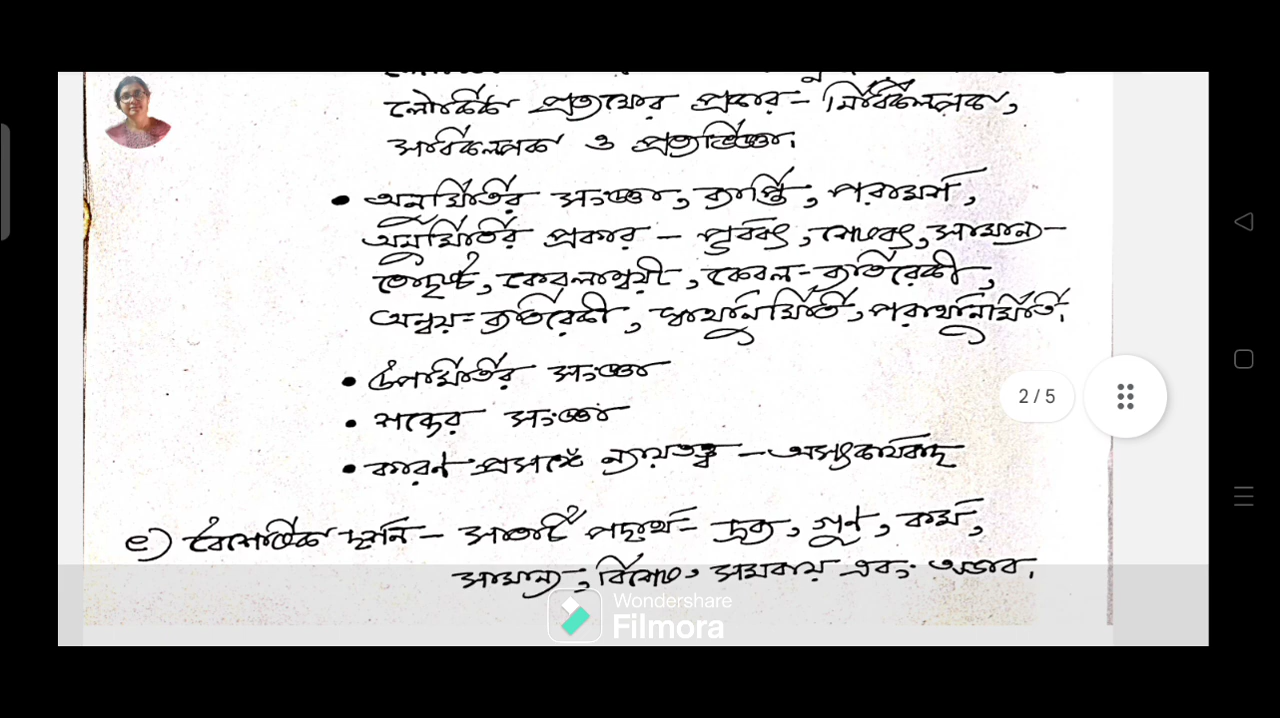 লৌকিক প্রত্যক্ষের প্রকার- নির্বিকল্পক,
সবিকল্পক ও প্রত্যভিজ্ঞা।
• অনুমিতির সংজ্ঞা, ব্যাপ্তি, পরামর্শ,
অনুমিতির প্রকার - পূর্ববৎ, শেষবৎ, সামান্য-
তোদৃষ্ট, কেবলান্বয়ী, কেবল-ব্যতিরেকী,
অন্বয়-ব্যতিরেকী, স্বার্থানুমিতি, পরার্থানুমিতি।
• উপমিতির সংজ্ঞা
2/5
• শব্দের সংজ্ঞা
• কারণ প্রসঙ্গে ন্যায়তত্ত্ব - অসৎকার্যবাদ
e) বৈশেষিক দর্শন - সাতটি পদার্থ- দ্রব্য, গুণ, কর্ম,
সামান্য, বিশেষ, সমবায় এবং অভাব।
Wondershare
Filmora